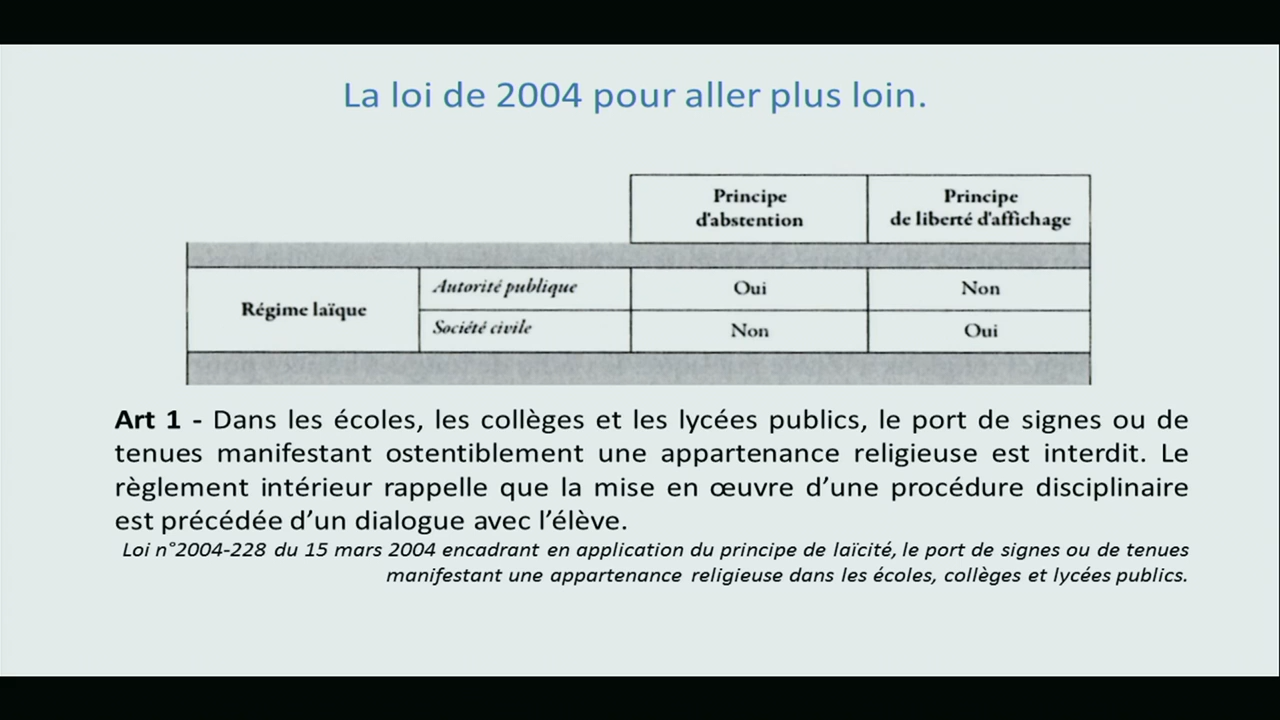 La loi de 2004 pour aller plus loin.
Principe
d'abstention
Principe
de liberté d'affichage
Régime laïque
Autorité publique
Oui
Non
Société civile
Non
Oui
Art 1 - Dans les écoles, les collèges et les lycées publics, le port de signes ou de
tenues manifestant ostentiblement une appartenance religieuse est interdit. Le
règlement intérieur rappelle que la mise en œuvre d’une procédure disciplinaire
est précédée d’un dialogue avec l’élève.
Loi n°2004-228 du 15 mars 2004 encadrant en application du principe de laïcité, le port de signes ou de tenues
manifestant une appartenance religieuse dans les écoles, collèges et lycées publics.